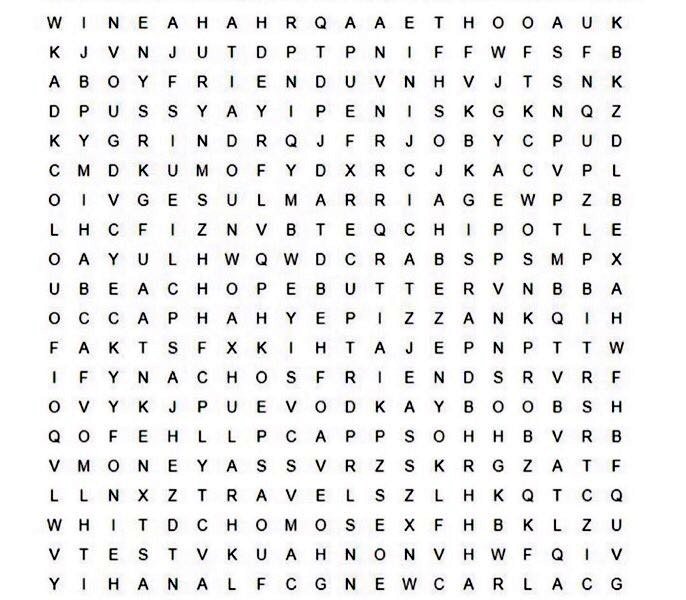 W I N E A H A H R Q A A E T H O O A U K
K J V N J U T D P T P N I F F W F S F B
A B O Y F R I E N D U V N H V J T S N K
D P U S S Y A Y I P E N I S K G K N Q Z
K Y G R I N D R Q J F R J O B Y C P U D
C M D K U M O F Y D X R C J K A C V P L
O I V G E S U L M A R R I A G E W P Z B
L H C F I Z N V B T E Q C H I P O T L E
O A Y U L H W Q W D C R A B S P S M P X
U B E A C H O P E B U T T E R V N B B A
O C C A P H A H Y E P I Z Z A N K Q I H
F A K T S F X K I H T A J E P N P T T W
I F Y N A C H O S F R I E N D S R V R F
O V Y K J P U E V O D K A Y B O O B S H
Q O F E H L L P C A P P S O H H B V R B
V M O N E Y A S S V R Z S K R G Z A T F
L L N X Z T R A V E L S Z L H K Q T C Q
W H I T D C H O M O S E X F H B K L Z U
V T E S T V K U A H N O N V H W F Q I V
Y I H A N A L F C G N E W C A R L A C G